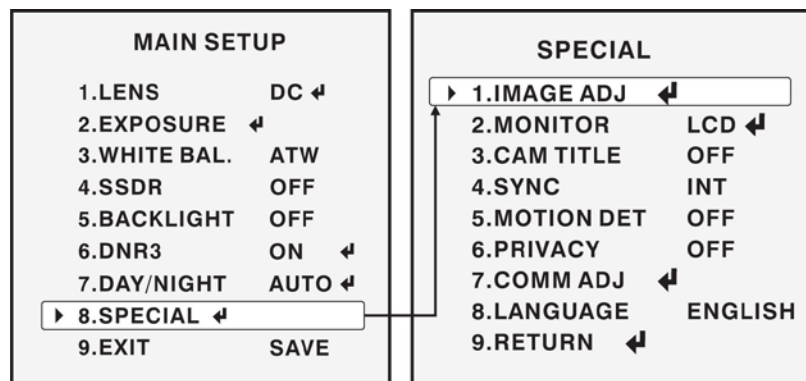 MAIN SETUP
1.LENS DC ↲
2.EXPOSURE ↲
3.WHITE BAL. ATW
4.SSDR OFF
5.BACKLIGHT OFF
6.DNR3 ON ↲
7.DAY/NIGHT AUTO ↲
8.SPECIAL ↲
9.EXIT SAVE
SPECIAL
1.IMAGE ADJ ↲
2.MONITOR LCD ↲
3.CAM TITLE OFF
4.SYNC INT
5.MOTION DET OFF
6.PRIVACY OFF
7.COMM ADJ ↲
8.LANGUAGE ENGLISH
9.RETURN ↲